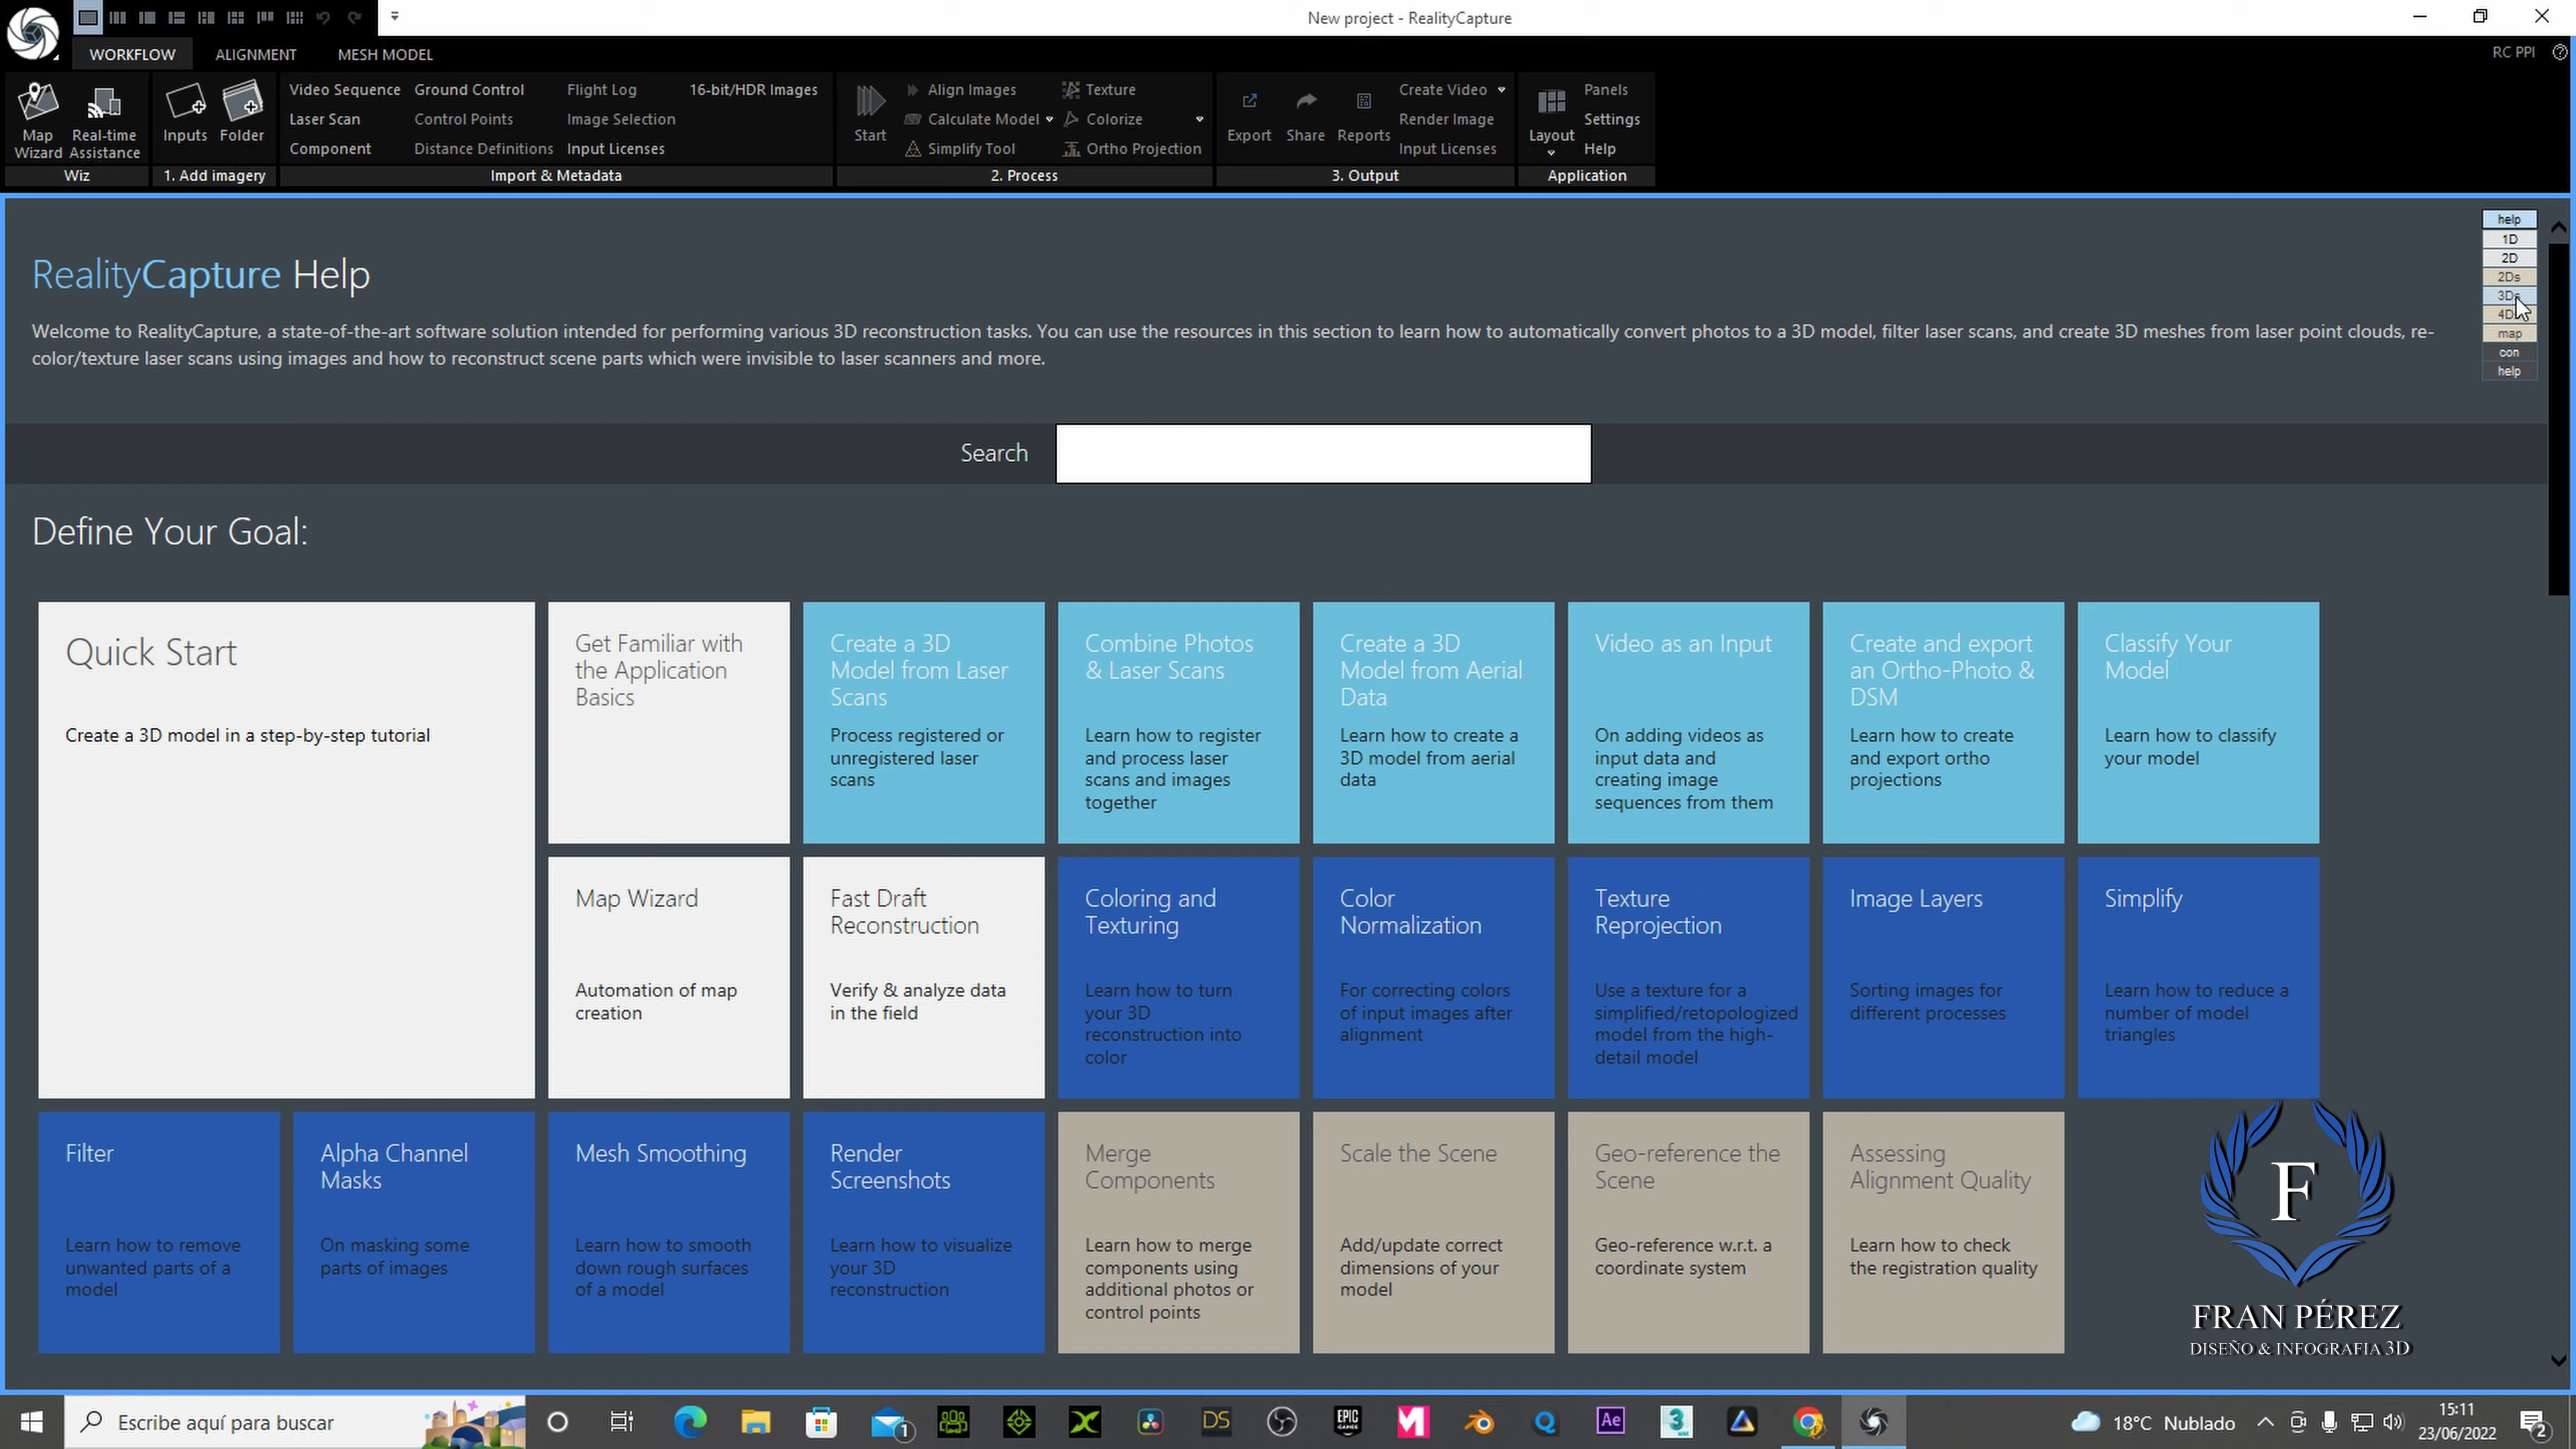 New project - RealityCapture
WORKFLOW ALIGNMENT MESH MODEL
RC PPI
Map Wizard
Real-time Assistance
Wiz
Inputs
Folder
1. Add imagery
Video Sequence Ground Control Flight Log 16-bit/HDR Images
Laser Scan Control Points Image Selection
Component Distance Definitions Input Licenses
Import & Metadata
Start
Align Images Texture
Calculate Model Colorize
Simplify Tool Ortho Projection
2. Process
Export Share Reports
Create Video
Render Image
Input Licenses
3. Output
Layout
Panels
Settings
Help
Application
help
1D
2D
2Ds
map
con
help
RealityCapture Help
Welcome to RealityCapture, a state-of-the-art software solution intended for performing various 3D reconstruction tasks. You can use the resources in this section to learn how to automatically convert photos to a 3D model, filter laser scans, and create 3D meshes from laser point clouds, re-
color/texture laser scans using images and how to reconstruct scene parts which were invisible to laser scanners and more.
Search
Define Your Goal:
Quick Start
Create a 3D model in a step-by-step tutorial
Get Familiar with
the Application
Basics
Create a 3D
Model from Laser
Scans
Process registered or
unregistered laser
scans
Combine Photos
& Laser Scans
Learn how to register
and process laser
scans and images
together
Create a 3D
Model from Aerial
Data
Learn how to create a
3D model from aerial
data
Video as an Input
On adding videos as
input data and
creating image
sequences from them
Create and export
an Ortho-Photo &
DSM
Learn how to create
and export ortho
projections
Classify Your
Model
Learn how to classify
your model
Map Wizard
Automation of map
creation
Fast Draft
Reconstruction
Verify & analyze data
in the field
Coloring and
Texturing
Learn how to turn
your 3D
reconstruction into
color
Color
Normalization
For correcting colors
of input images after
alignment
Texture
Reprojection
Use a texture for a
simplified/retopologized
model from the high-
detail model
Image Layers
Sorting images for
different processes
Simplify
Learn how to reduce a
number of model
triangles
Filter
Learn how to remove
unwanted parts of a
model
Alpha Channel
Masks
On masking some
parts of images
Mesh Smoothing
Learn how to smooth
down rough surfaces
of a model
Render
Screenshots
Learn how to visualize
your 3D
reconstruction
Merge
Components
Learn how to merge
components using
additional photos or
control points
Scale the Scene
Add/update correct
dimensions of your
model
Geo-reference the
Scene
Geo-reference w.r.t. a
coordinate system
Assessing
Alignment Quality
Learn how to check
the registration quality
F
FRAN PÉREZ
DISEÑO & INFOGRAFIA 3D
Escribe aquí para buscar
1
DS
EPIC
GAMES
M
Ae
3
18°C Nublado
15:11
23/06/2022
2